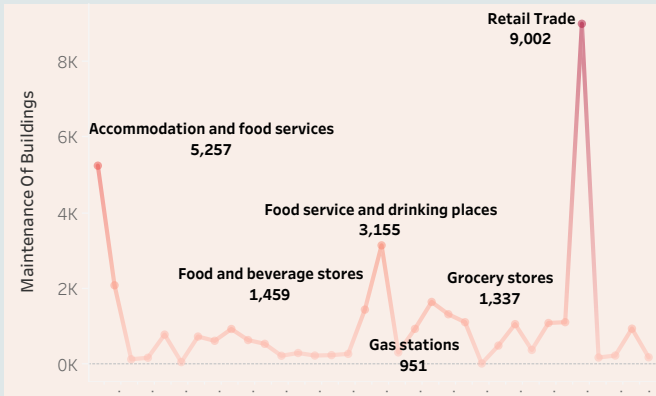 Retail Trade
9,002
8K
Accommodation and food services
5,257
6K
Maintenance Of Buildings
4K
Food service and drinking places
3,155
Food and beverage stores
1,459
Grocery stores
1,337
2K
Gas stations
951
0K